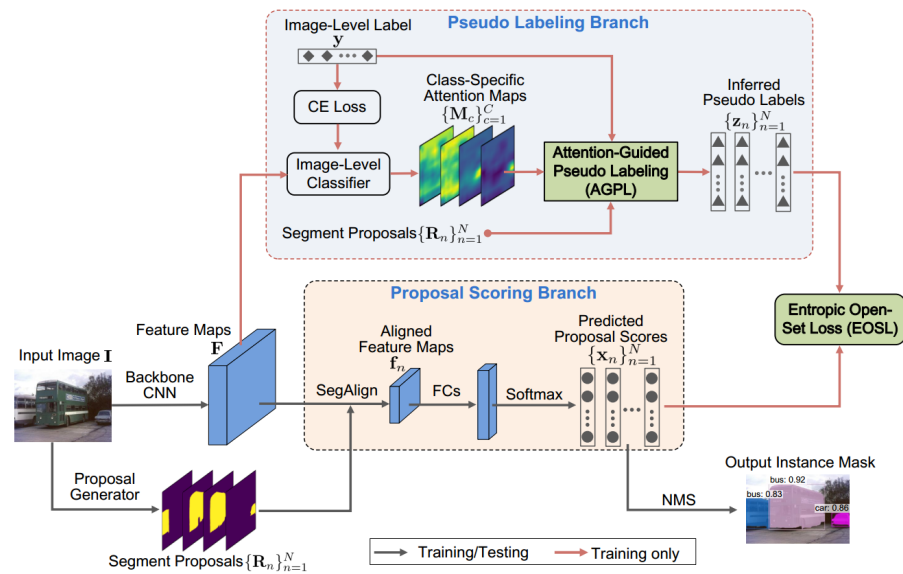 Pseudo Labeling Branch
Image-Level Label
y
CE Loss
Image-Level
Classifier
Class-Specific
Attention Maps
{M_c}_{c=1}^C
Attention-Guided
Pseudo Labeling
(AGPL)
Inferred
Pseudo Labels
{z_n}_{n=1}^N
Segment Proposals{R_n}_{n=1}^N
Entropic Open-
Set Loss (EOSL)
Proposal Scoring Branch
Feature Maps
F
Input Image I
Backbone
CNN
SegAlign
Aligned
Feature Maps
f_n
FCs
Softmax
Predicted
Proposal Scores
{x_n}_{n=1}^N
Proposal
Generator
Segment Proposals{R_n}_{n=1}^N
NMS
Output Instance Mask
bus: 0.92
bus: 0.83
car: 0.86
Training/Testing
Training only